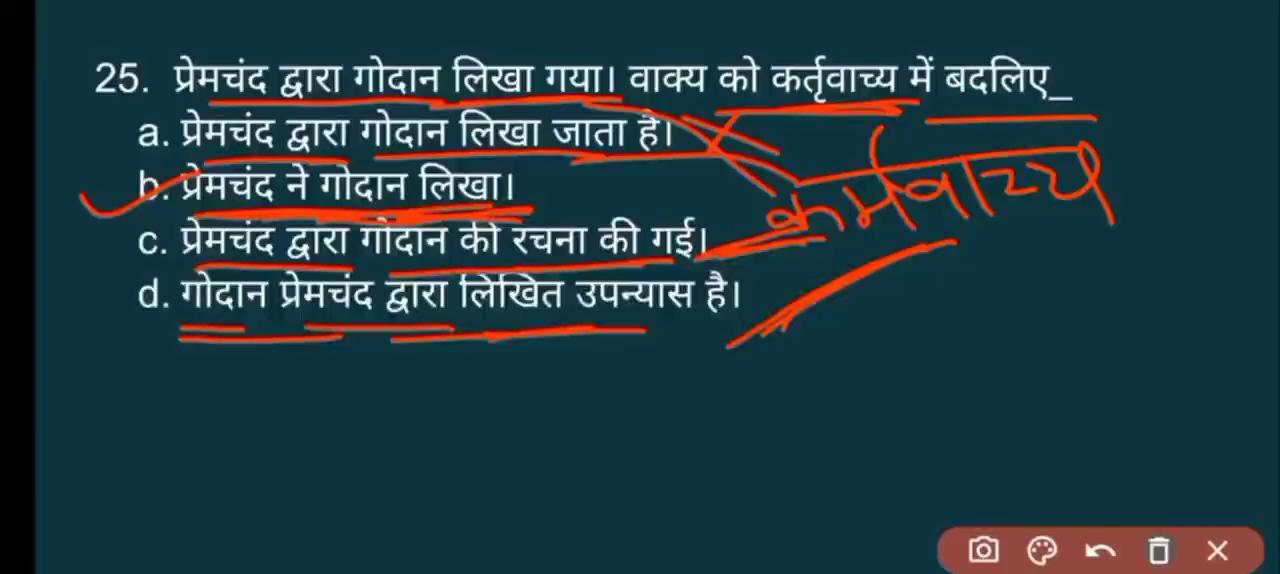 25. प्रेमचंद द्वारा गोदान लिखा गया। वाक्य को कर्तृवाच्य में बदलिए_
a. प्रेमचंद द्वारा गोदान लिखा जाता है।
b. प्रेमचंद ने गोदान लिखा।
कर्मवाच्य
c. प्रेमचंद द्वारा गोदान की रचना की गई।
d. गोदान प्रेमचंद द्वारा लिखित उपन्यास है।